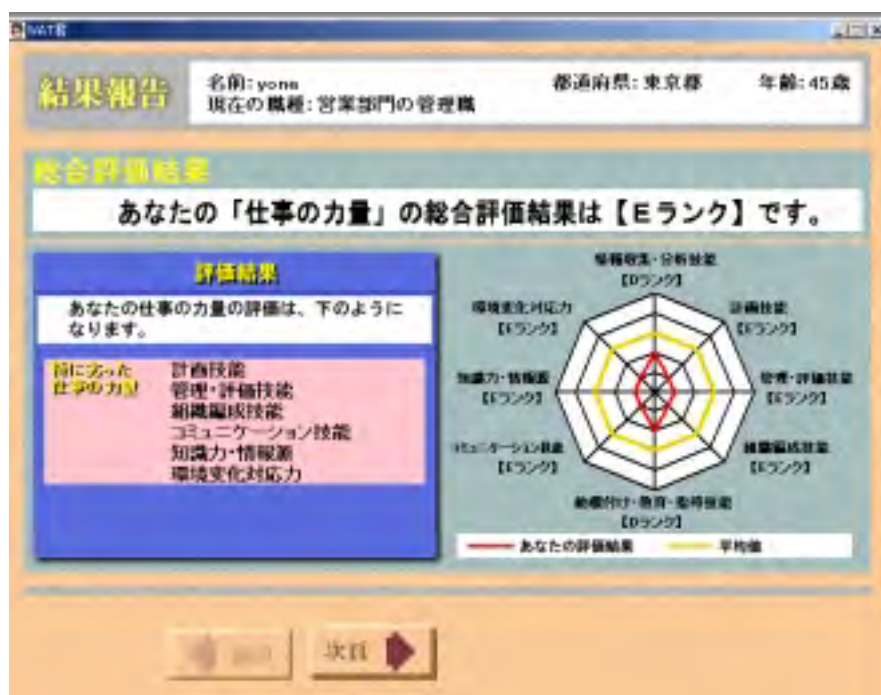 WAT君
結果報告
名前: yone
都道府県: 東京都
年齢: 45歳
現在の職種: 営業部門の管理職
総合評価結果
あなたの「仕事の力量」の総合評価結果は【Eランク】です。
評価結果
あなたの仕事の力量の評価は、下のように
なります。
特に劣った
仕事の力量
計画技能
管理・評価技能
組織編成技能
コミュニケーション技能
知識力・情報源
環境変化対応力
情報収集・分析技能
【Dランク】
計画技能
【Eランク】
管理・評価技能
【Eランク】
組織編成技能
【Eランク】
動機付け・教育・指導技能
【Dランク】
コミュニケーション技能
【Eランク】
知識力・情報源
【Eランク】
環境変化対応力
【Eランク】
あなたの評価結果
平均値
次頁